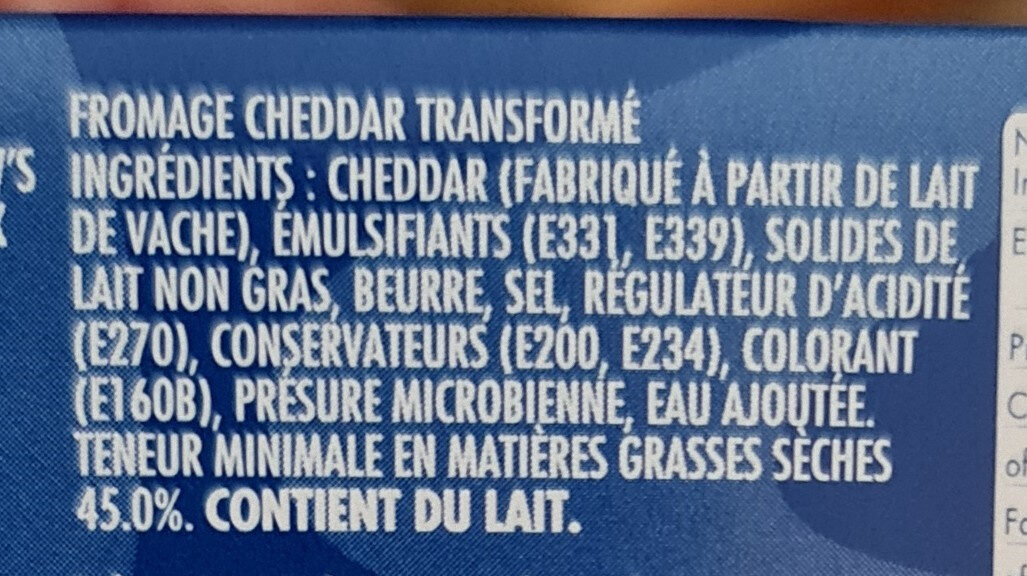 FROMAGE CHEDDAR TRANSFORMÉ
'S INGRÉDIENTS : CHEDDAR (FABRIQUÉ À PARTIR DE LAIT
DE VACHE), ÉMULSIFIANTS (E331, E339), SOLIDES DE
LAIT NON GRAS, BEURRE, SEL, RÉGULATEUR D'ACIDITÉ
(E270), CONSERVATEURS (E200, E234), COLORANT
(E160B), PRÉSURE MICROBIENNE, EAU AJOUTÉE.
TENEUR MINIMALE EN MATIÈRES GRASSES SÈCHES
45.0%. CONTIENT DU LAIT.